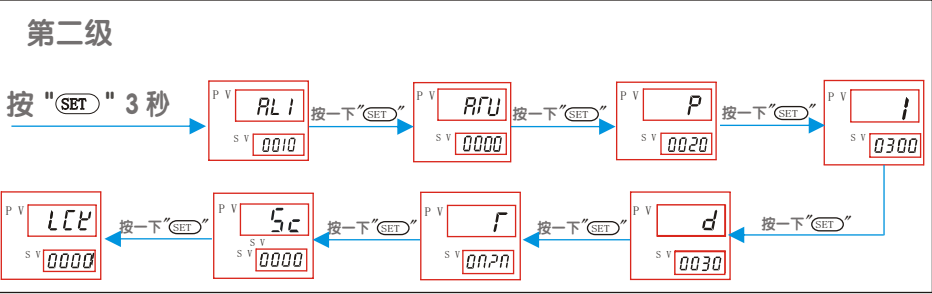 第二级
按 "SET" 3 秒
PV AL1
SV 0010
按一下"SET"
PV ATU
SV 0000
按一下"SET"
PV P
SV 0020
按一下"SET"
PV I
SV 0300
按一下"SET"
PV d
SV 0030
按一下"SET"
PV T
SV
按一下"SET"
PV Sc
SV
SV 0000
按一下"SET"
PV LCK
SV 0000